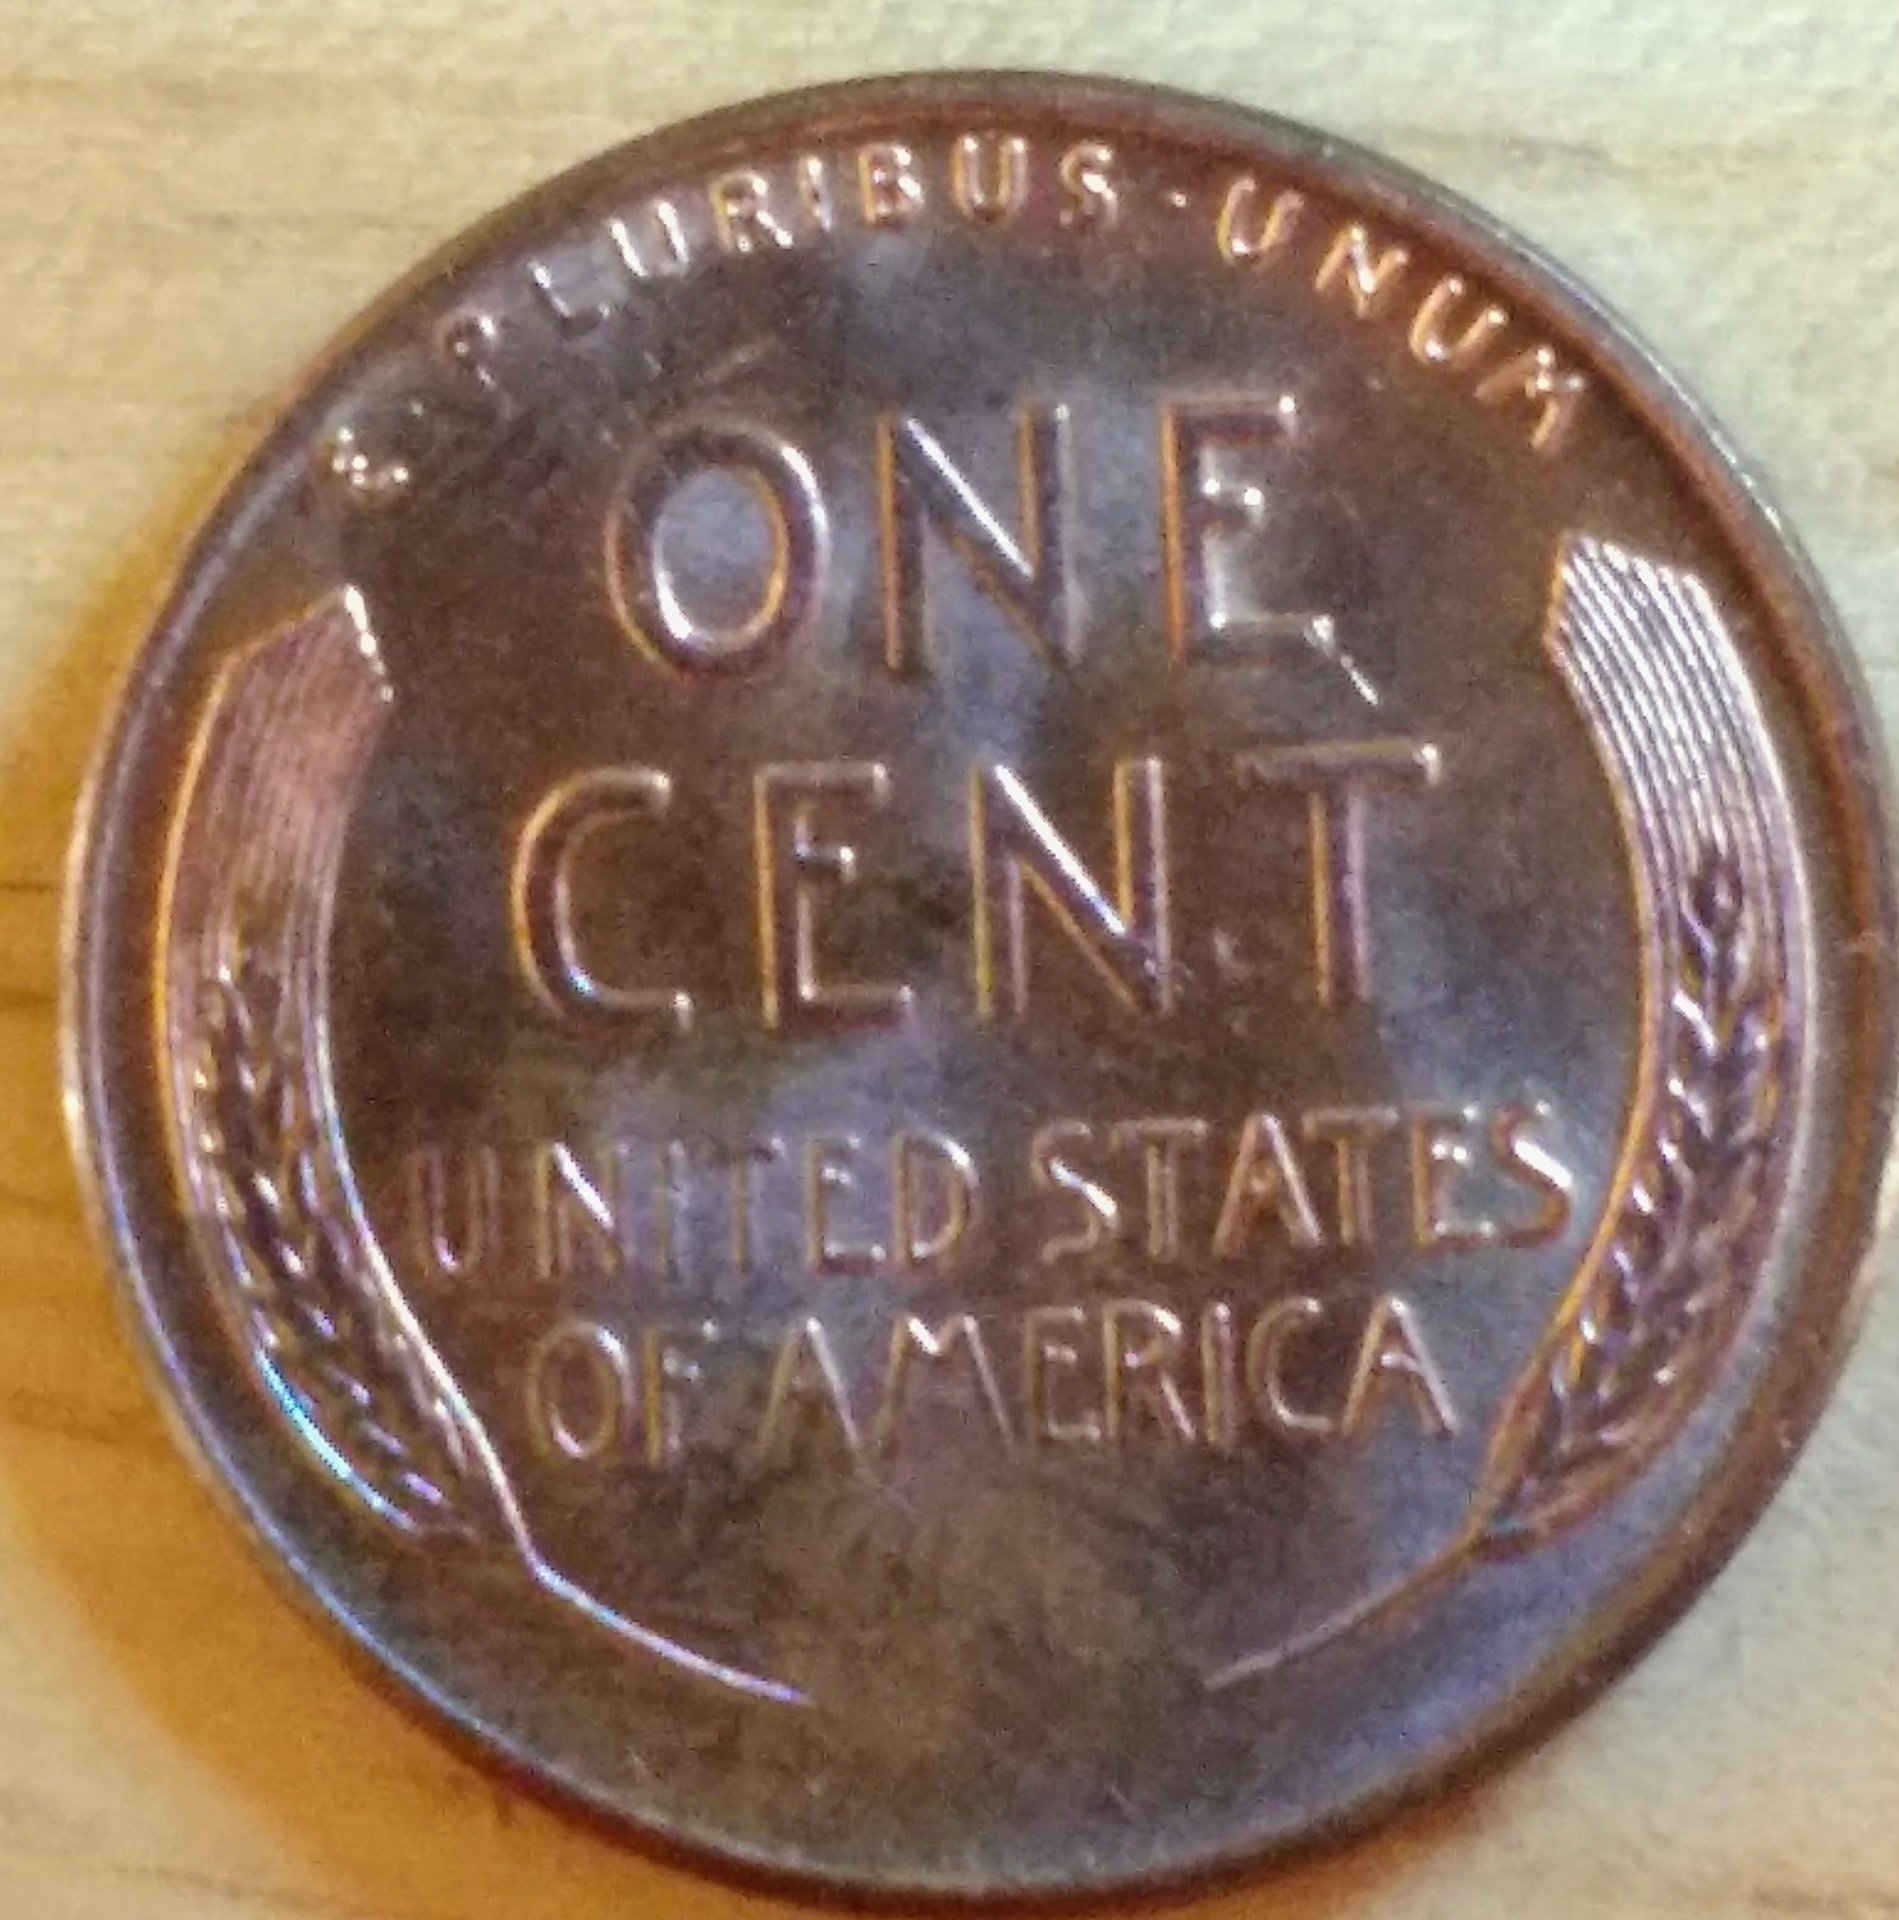 E · PLURIBUS · UNUM
ONE
CENT
UNITED STATES
OF AMERICA